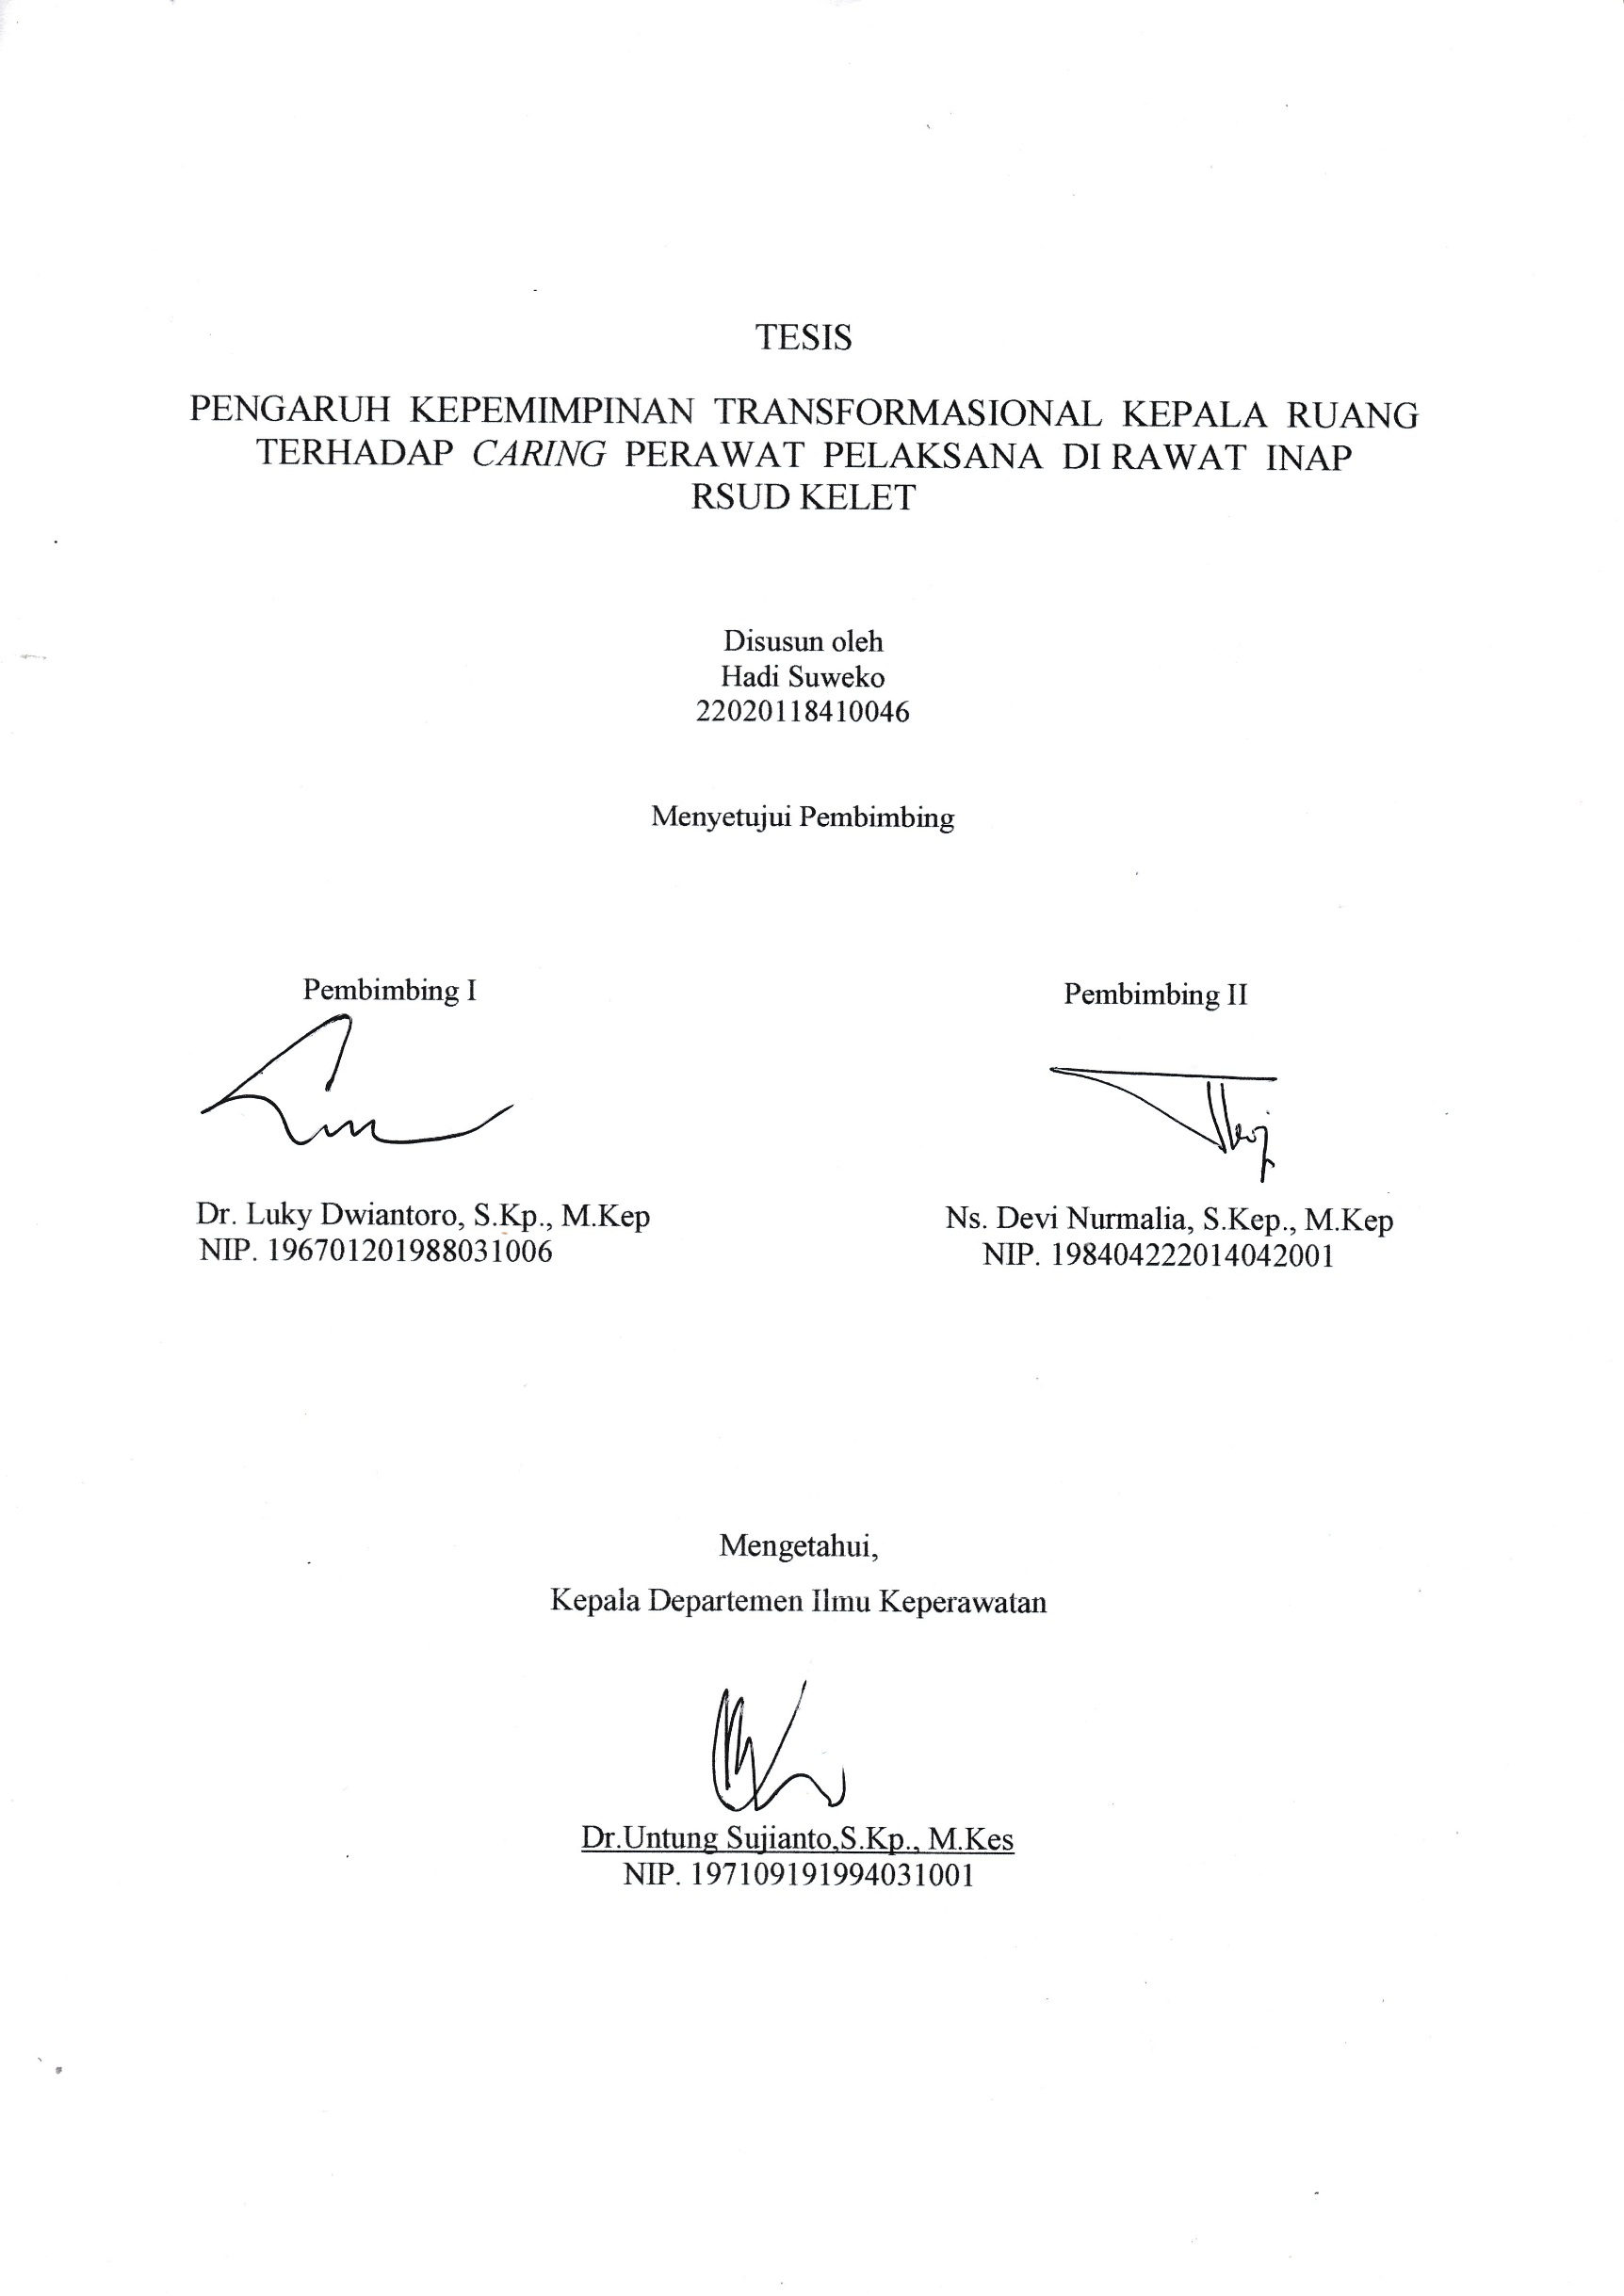 TESIS
PENGARUH KEPEMIMPINAN TRANSFORMASIONAL KEPALA RUANG
TERHADAP CARING PERAWAT PELAKSANA DI RAWAT INAP
RSUD KELET
Disusun oleh
Hadi Suweko
22020118410046
Menyetujui Pembimbing
Pembimbing I
Pembimbing II
Dr. Luky Dwiantoro, S.Kp., M.Kep
NIP. 196701201988031006
Ns. Devi Nurmalia, S.Kep., M.Kep
NIP. 198404222014042001
Mengetahui,
Kepala Departemen Ilmu Keperawatan
Dr.Untung Sujianto,S.Kp., M.Kes
NIP. 197109191994031001